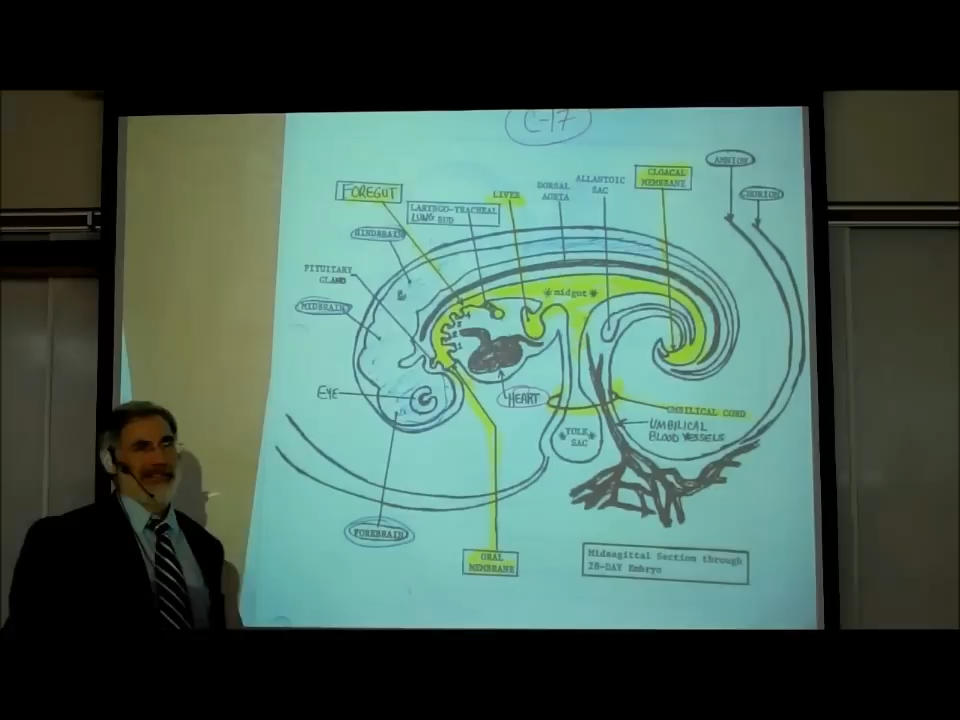 C-17
AMNION
CLOACAL
MEMBRANE
ALLANTOIC
SAC
CHORION
FOREGUT
LIVER
DORSAL
AORTA
LARYGO-TRACHEAL
LUNG BUD
HINDBRAIN
PITUITARY
GLAND
*midgut*
MIDBRAIN
EYE
HEART
UMBILICAL CORD
UMBILICAL
BLOOD VESSELS
*YOLK*
SAC
FOREBRAIN
ORAL
MEMBRANE
Midsagittal Section through
28-DAY Embryo